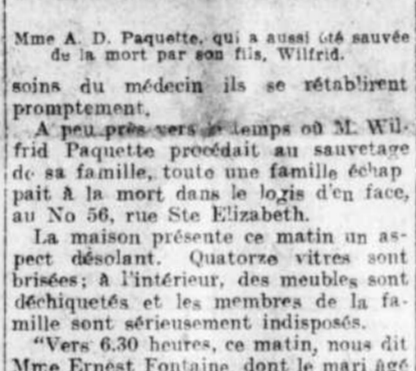 Mme A. D. Paquette, qui a aussi été sauvée
de la mort par son fils, Wilfrid.
soins du médecin ils se rétablirent
promptement.
A peu près vers le temps où M. Wil-
frid Paquette procédait au sauvetage
de sa famille, toute une famille échap
pait à la mort dans le logis d'en face,
au No 56, rue Ste Elizabeth.
La maison présente ce matin un as-
pect désolant. Quatorze vitres sont
brisées; à l'intérieur, des meubles sont
déchiquetés et les membres de la fa-
mille sont sérieusement indisposés.
"Vers 6.30 heures, ce matin, nous dit
Mme Ernest Fontaine, dont le mari âgé